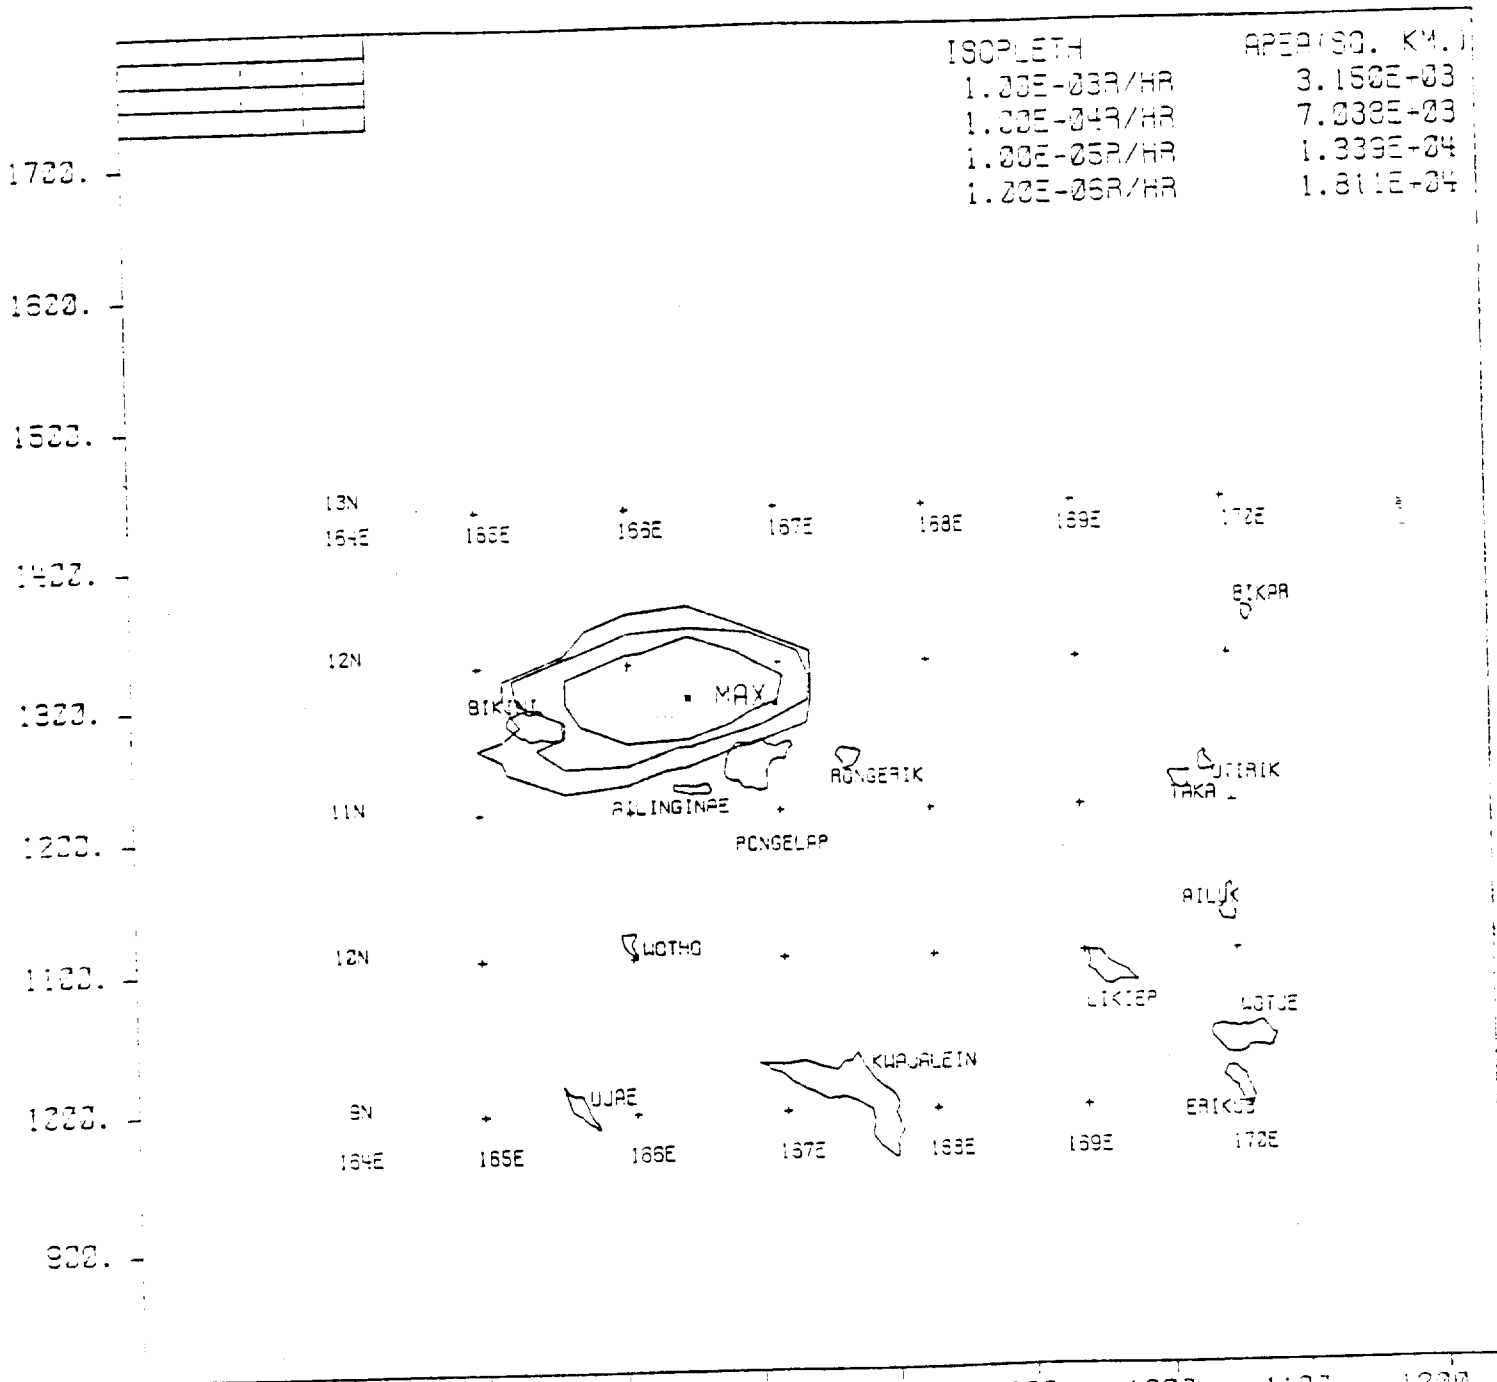 ISOPLETH AREA(SQ. KM.)
1.00E-03R/HR 3.150E+03
1.00E-04R/HR 7.038E+03
1.00E-05R/HR 1.339E+04
1.00E-06R/HR 1.811E+04
1700.
1600.
1500.
13N
164E 165E 166E 167E 168E 169E 170E
1400.
BIKAR
12N
MAX
BIKINI
1300.
RONGERIK
UTIRIK
TAKA
AILINGINAE
11N
RONGELAP
1200.
AILUK
WOTHO
10N
1100.
LIKIEP
WOTJE
KWAJALEIN
UJAE
ERIKUB
9N
1000.
164E 165E 166E 167E 168E 169E 170E
900.
1000. 1100. 1200.